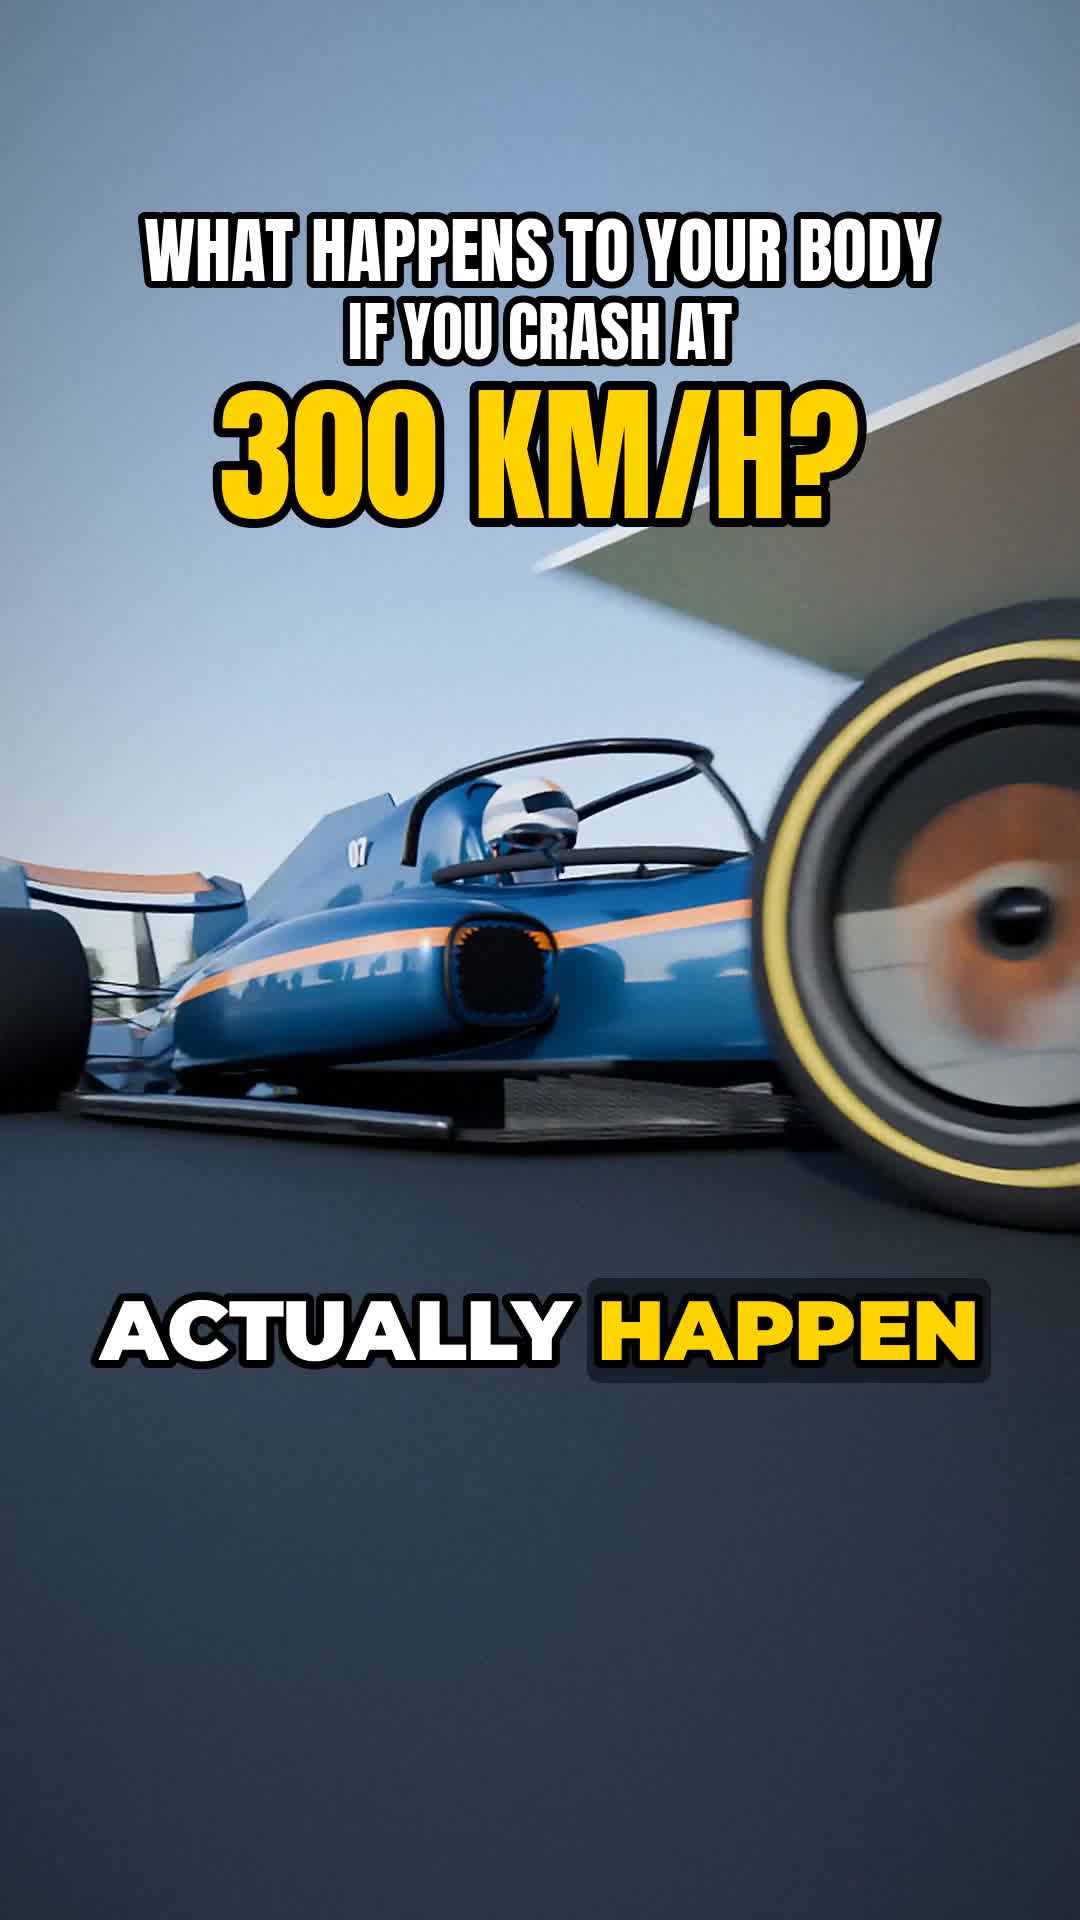 WHAT HAPPENS TO YOUR BODY
IF YOU CRASH AT
300 KM/H?
07
ACTUALLY HAPPEN